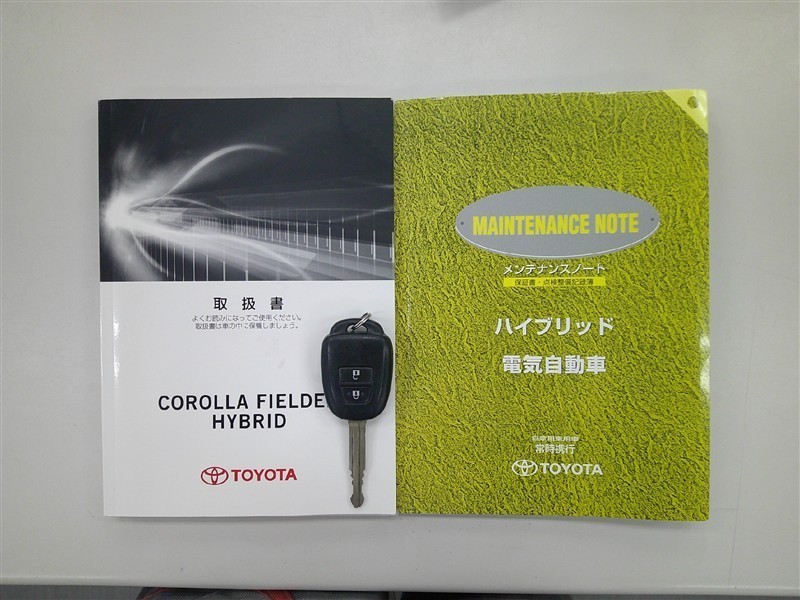 取扱書
よくお読みになってご使用ください。
取扱書は車の中に保管しましょう。
COROLLA FIELDE
HYBRID
TOYOTA
MAINTENANCE NOTE
メンテナンスノート
保証書・点検整備記録簿
ハイブリッド
電気自動車
自家用乗用車
常時携行
TOYOTA